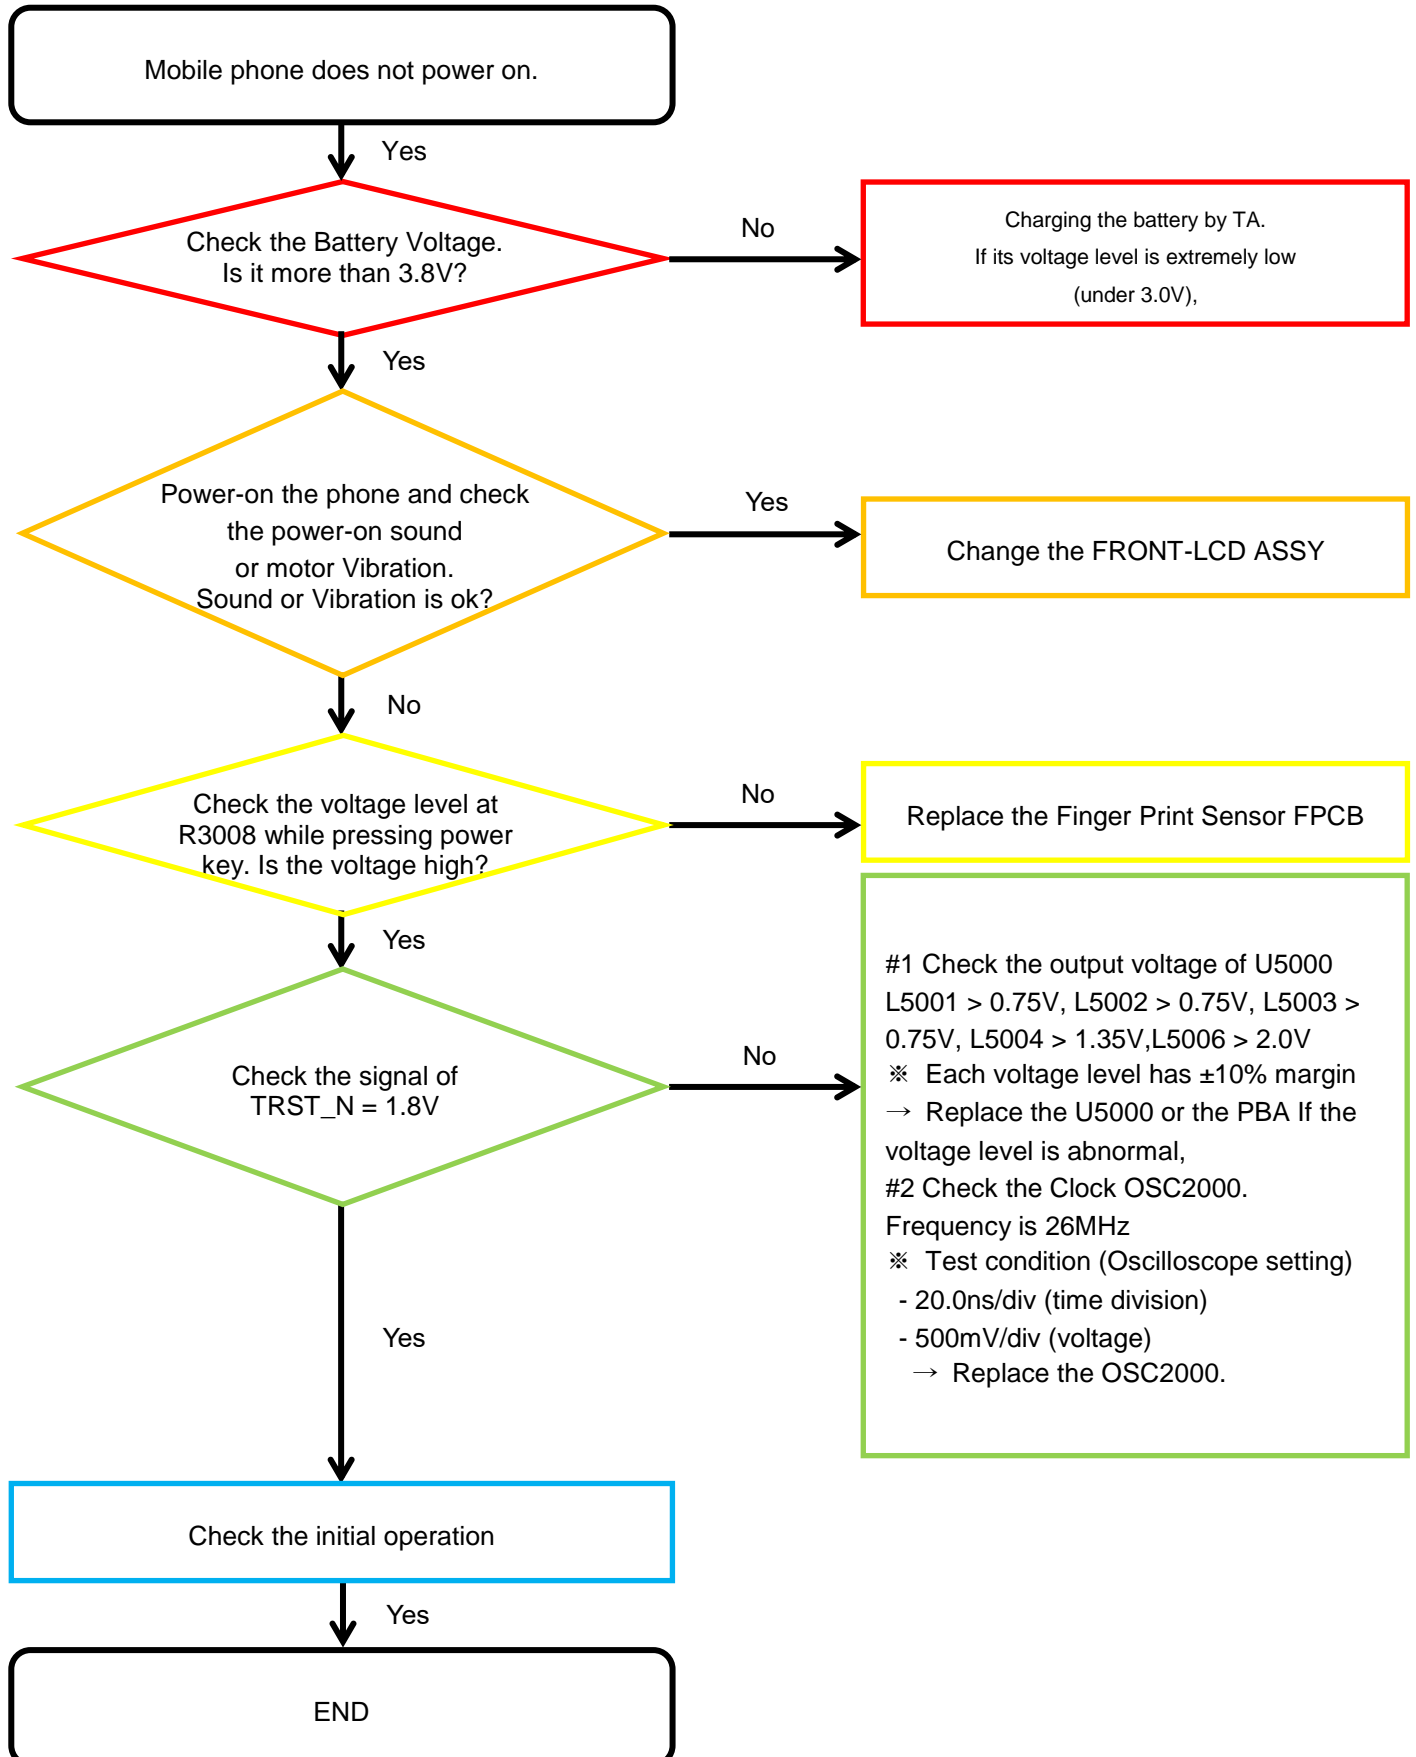 Mobile phone does not power on.
Yes
Check the Battery Voltage.
Is it more than 3.8V?
No
Charging the battery by TA.
If its voltage level is extremely low
(under 3.0V),
Yes
Power-on the phone and check
the power-on sound
or motor Vibration.
Sound or Vibration is ok?
Yes
Change the FRONT-LCD ASSY
No
Check the voltage level at
R3008 while pressing power
key. Is the voltage high?
No
Replace the Finger Print Sensor FPCB
Yes
Check the signal of
TRST_N = 1.8V
No
#1 Check the output voltage of U5000
L5001 > 0.75V, L5002 > 0.75V, L5003 >
0.75V, L5004 > 1.35V,L5006 > 2.0V
※ Each voltage level has ±10% margin
→ Replace the U5000 or the PBA If the
voltage level is abnormal,
#2 Check the Clock OSC2000.
Frequency is 26MHz
※ Test condition (Oscilloscope setting)
- 20.0ns/div (time division)
- 500mV/div (voltage)
→ Replace the OSC2000.
Yes
Check the initial operation
Yes
END